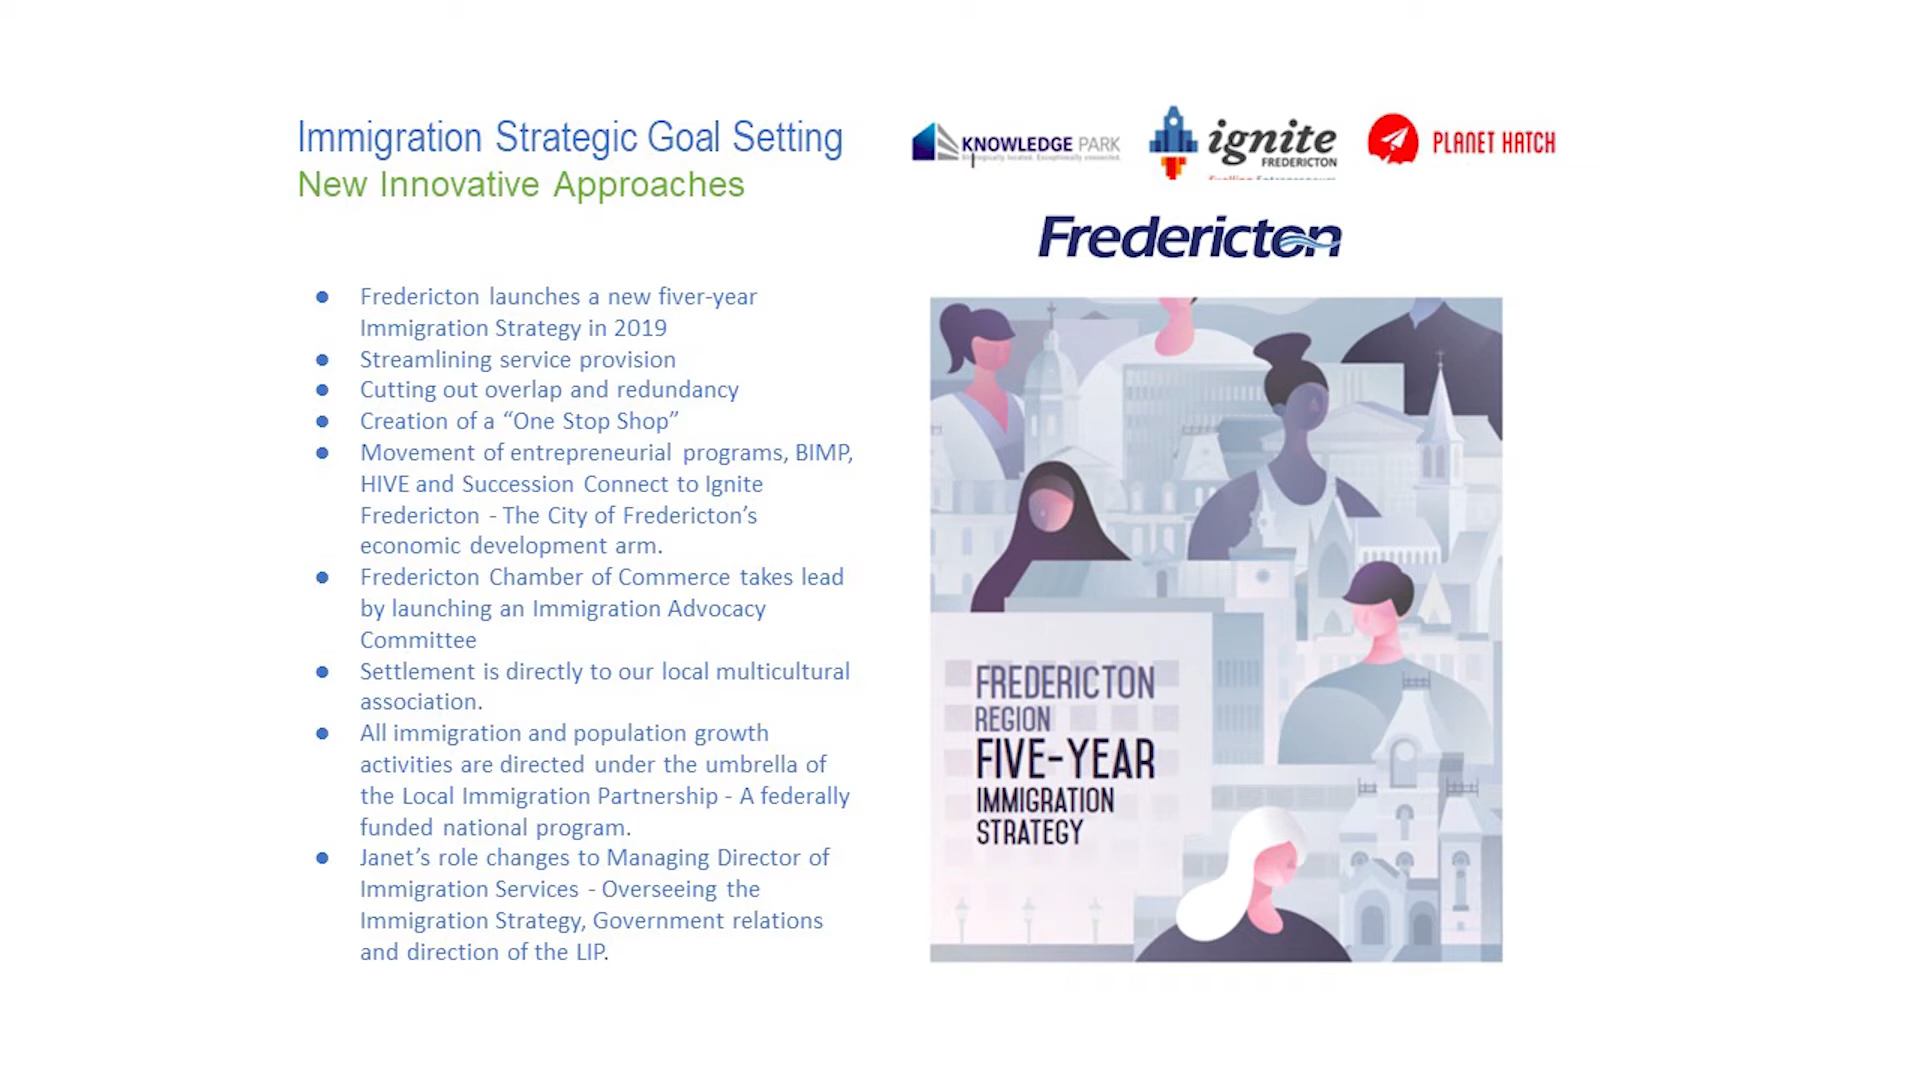 Immigration Strategic Goal Setting
New Innovative Approaches
KNOWLEDGE PARK
Strategically located. Exceptionally connected.
ignite
FREDERICTON
PLANET HATCH
Fredericton
● Fredericton launches a new fiver-year
Immigration Strategy in 2019
● Streamlining service provision
● Cutting out overlap and redundancy
● Creation of a “One Stop Shop”
● Movement of entrepreneurial programs, BIMP,
HIVE and Succession Connect to Ignite
Fredericton - The City of Fredericton’s
economic development arm.
● Fredericton Chamber of Commerce takes lead
by launching an Immigration Advocacy
Committee
● Settlement is directly to our local multicultural
association.
● All immigration and population growth
activities are directed under the umbrella of
the Local Immigration Partnership - A federally
funded national program.
● Janet’s role changes to Managing Director of
Immigration Services - Overseeing the
Immigration Strategy, Government relations
and direction of the LIP.
FREDERICTON
REGION
FIVE-YEAR
IMMIGRATION
STRATEGY